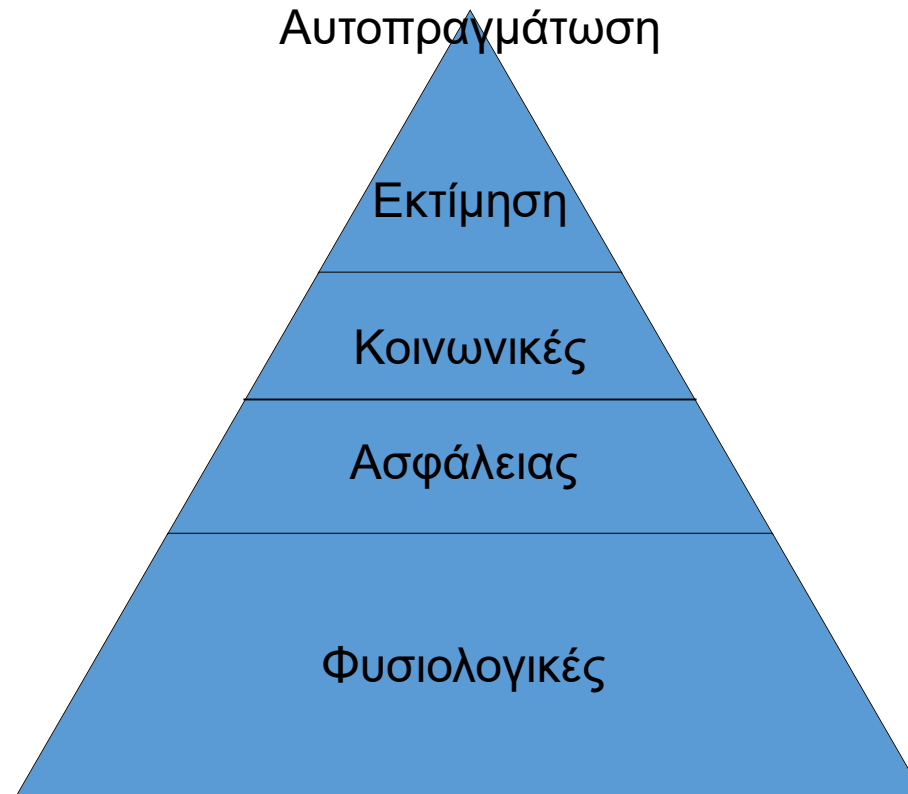 Αυτοπραγμάτωση
Εκτίμηση
Κοινωνικές
Ασφάλειας
Φυσιολογικές